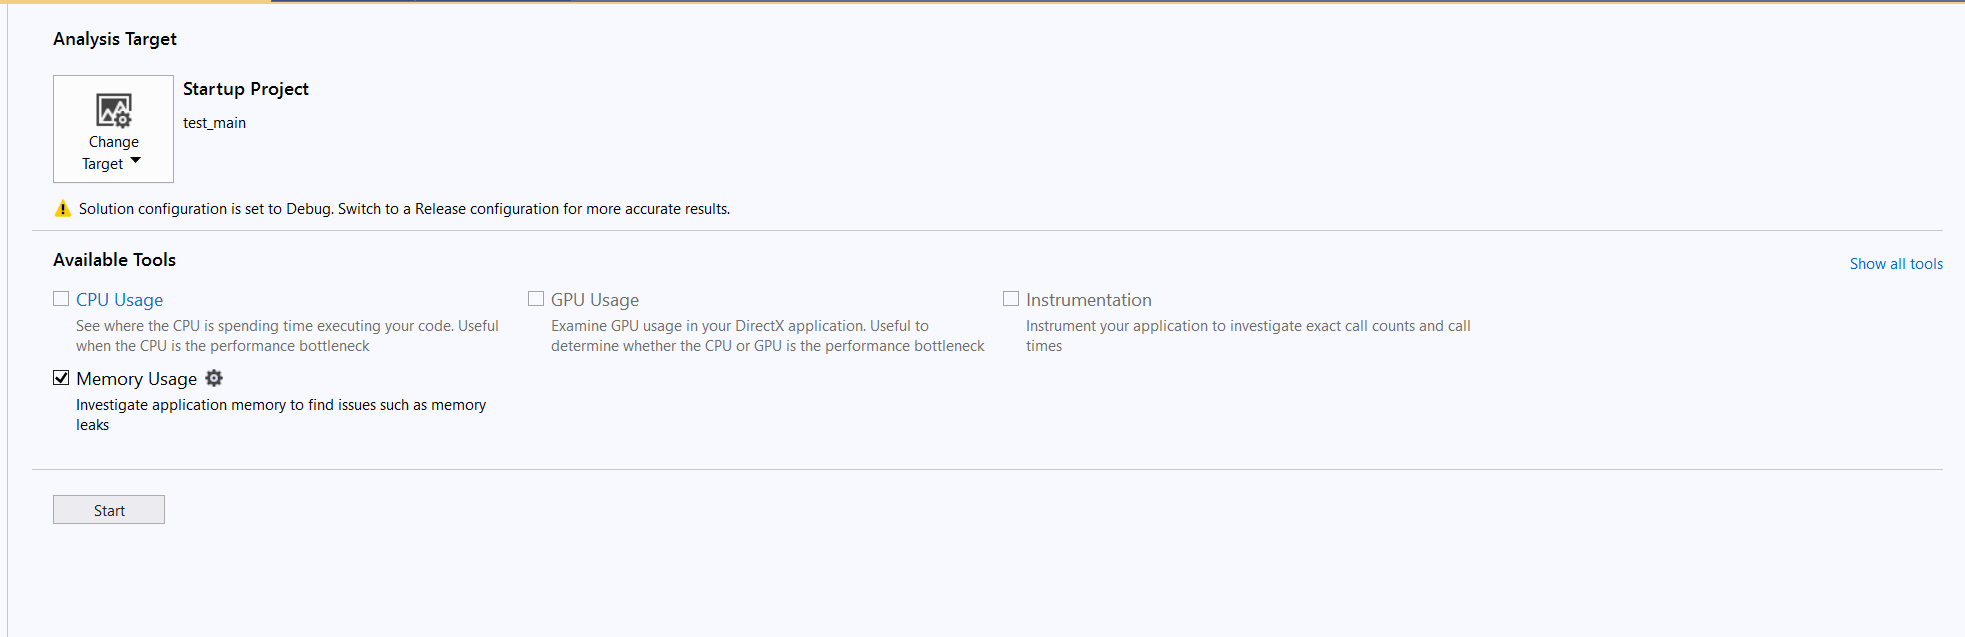 Analysis Target
Startup Project
test_main
Change
Target
Solution configuration is set to Debug. Switch to a Release configuration for more accurate results.
Available Tools
Show all tools
CPU Usage
See where the CPU is spending time executing your code. Useful
when the CPU is the performance bottleneck
GPU Usage
Examine GPU usage in your DirectX application. Useful to
determine whether the CPU or GPU is the performance bottleneck
Instrumentation
Instrument your application to investigate exact call counts and call
times
Memory Usage
Investigate application memory to find issues such as memory
leaks
Start